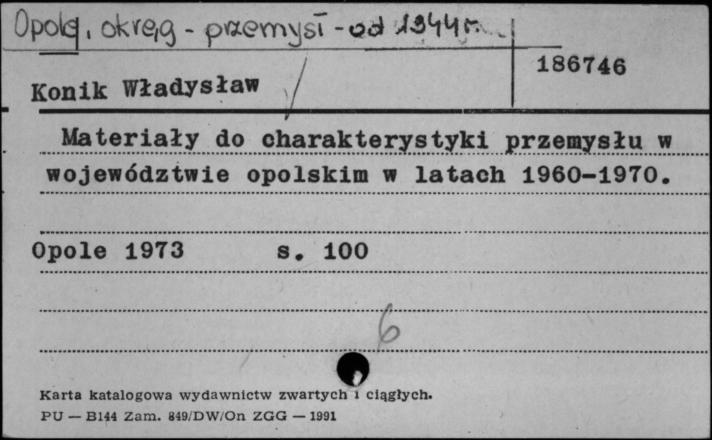 Opole, okręg - przemysł - od 1944 r.
186746
Konik Władysław
Materiały do charakterystyki przemysłu w
województwie opolskim w latach 1960-1970.
Opole 1973 s. 100
6
Karta katalogowa wydawnictw zwartych i ciągłych.
PU — B144 Zam. 849/DW/On ZGG — 1991